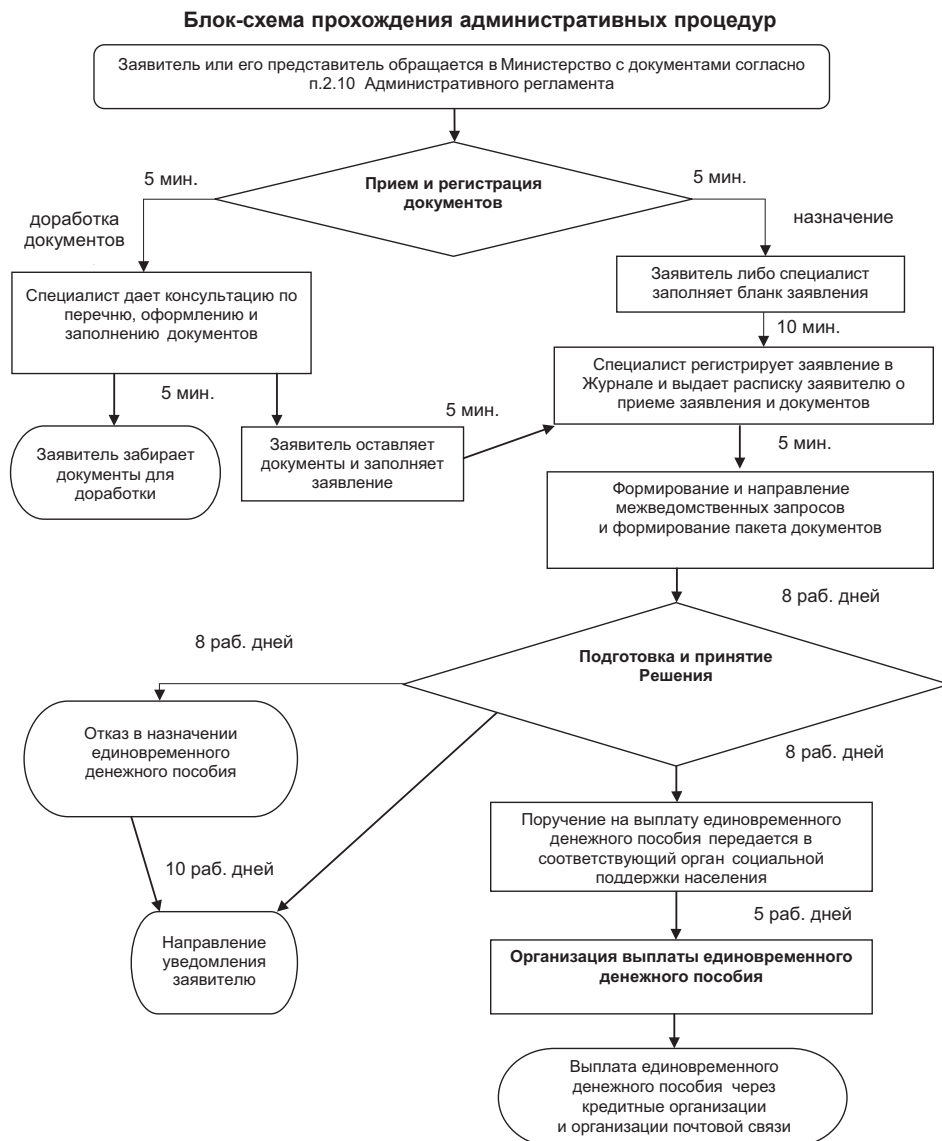 Блок-схема прохождения административных процедур
Заявитель или его представитель обращается в Министерство с документами согласно
п.2.10 Административного регламента
5 мин.
Прием и регистрация
документов
5 мин.
доработка
документов
назначение
Специалист дает консультацию по
перечню, оформлению и
заполнению документов
Заявитель либо специалист
заполняет бланк заявления
10 мин.
Специалист регистрирует заявление в
Журнале и выдает расписку заявителю о
приеме заявления и документов
5 мин.
5 мин.
Заявитель забирает
документы для
доработки
Заявитель оставляет
документы и заполняет
заявление
5 мин.
Формирование и направление
межведомственных запросов
и формирование пакета документов
8 раб. дней
8 раб. дней
Подготовка и принятие
Решения
Отказ в назначении
единовременного
денежного пособия
8 раб. дней
Поручение на выплату единовременного
денежного пособия передается в
соответствующий орган социальной
поддержки населения
10 раб. дней
5 раб. дней
Направление
уведомления
заявителю
Организация выплаты единовременного
денежного пособия
Выплата единовременного
денежного пособия через
кредитные организации
и организации почтовой связи